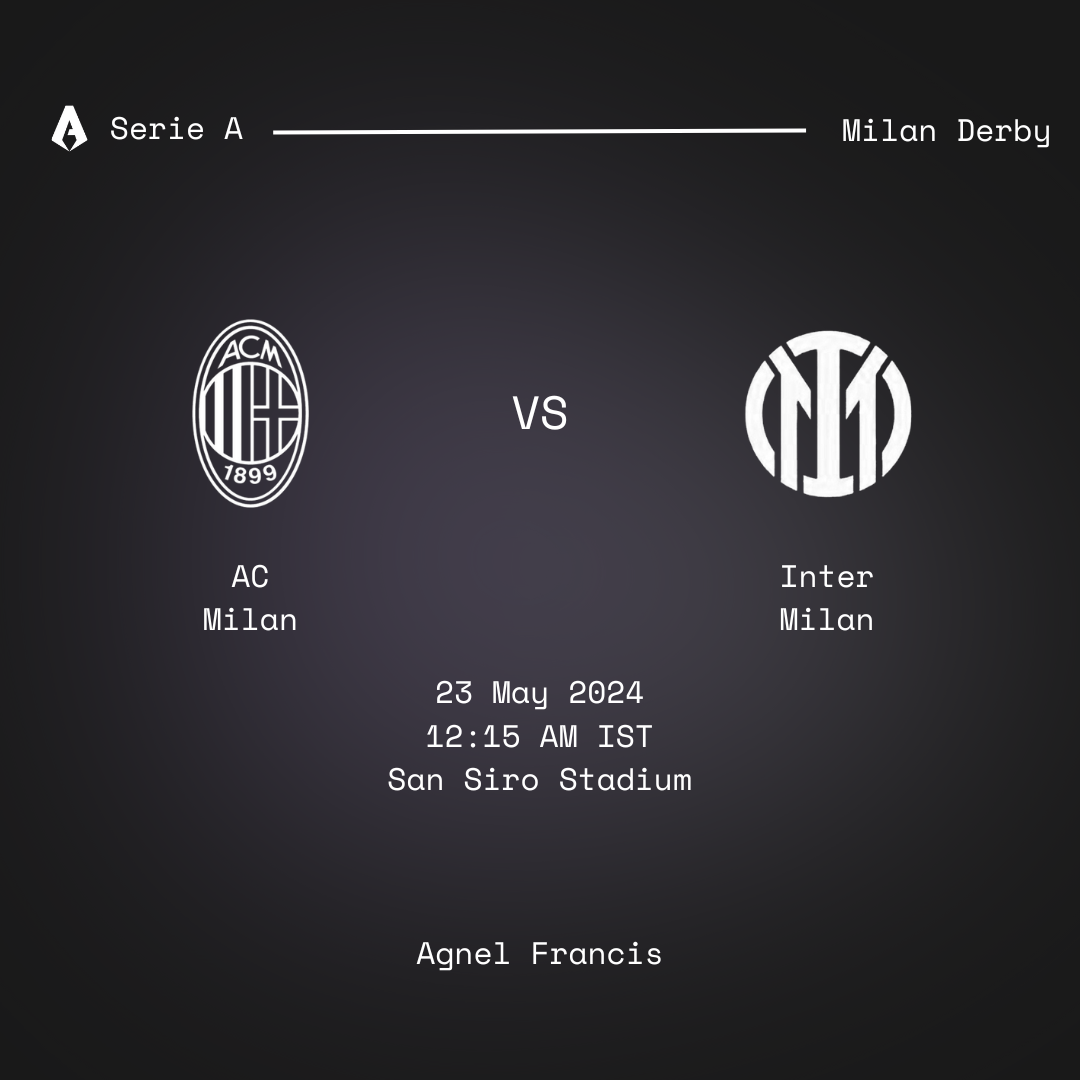 Serie A
Milan Derby
ACM
1899
VS
IM
AC
Milan
Inter
Milan
23 May 2024
12:15 AM IST
San Siro Stadium
Agnel Francis